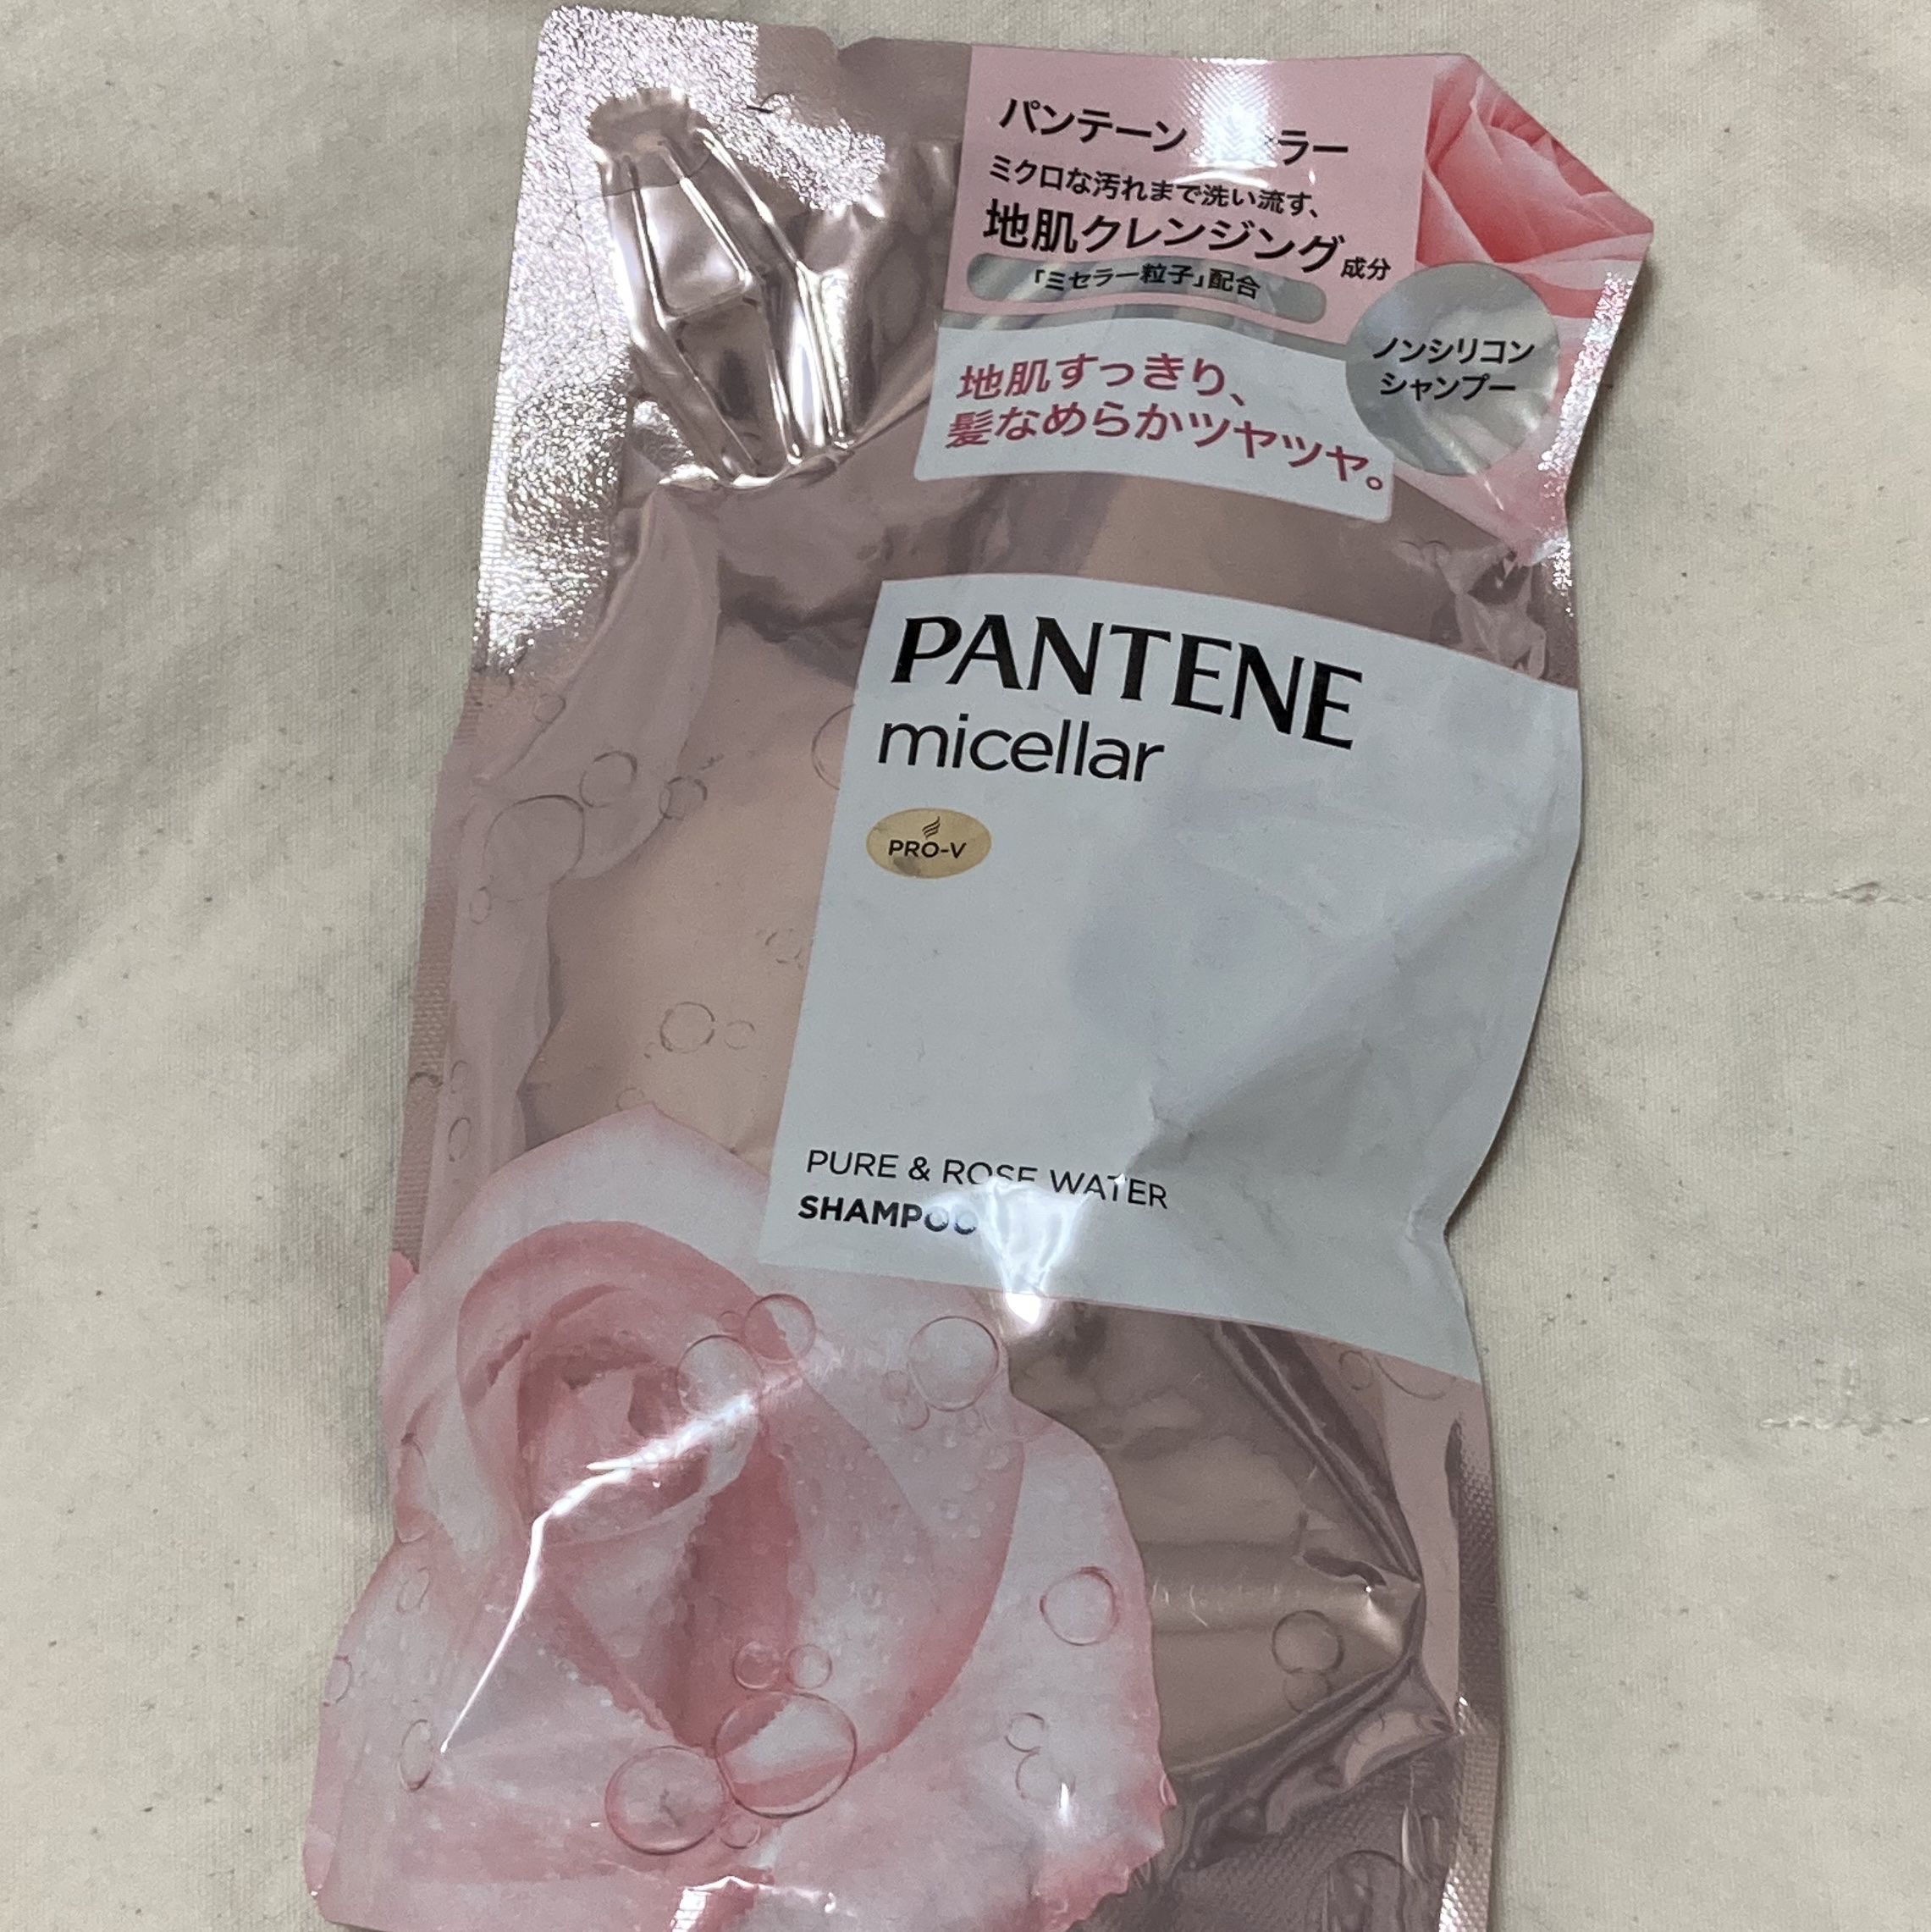 パンテーン ラー
ミクロな汚れまで洗い流す、
地肌クレンジング成分
「ミセラー粒子」配合
ノンシリコン
シャンプー
地肌すっきり、
髪なめらかツヤツヤ。
PANTENE
micellar
PRO-V
PURE & ROSE WATER
SHAMPOO